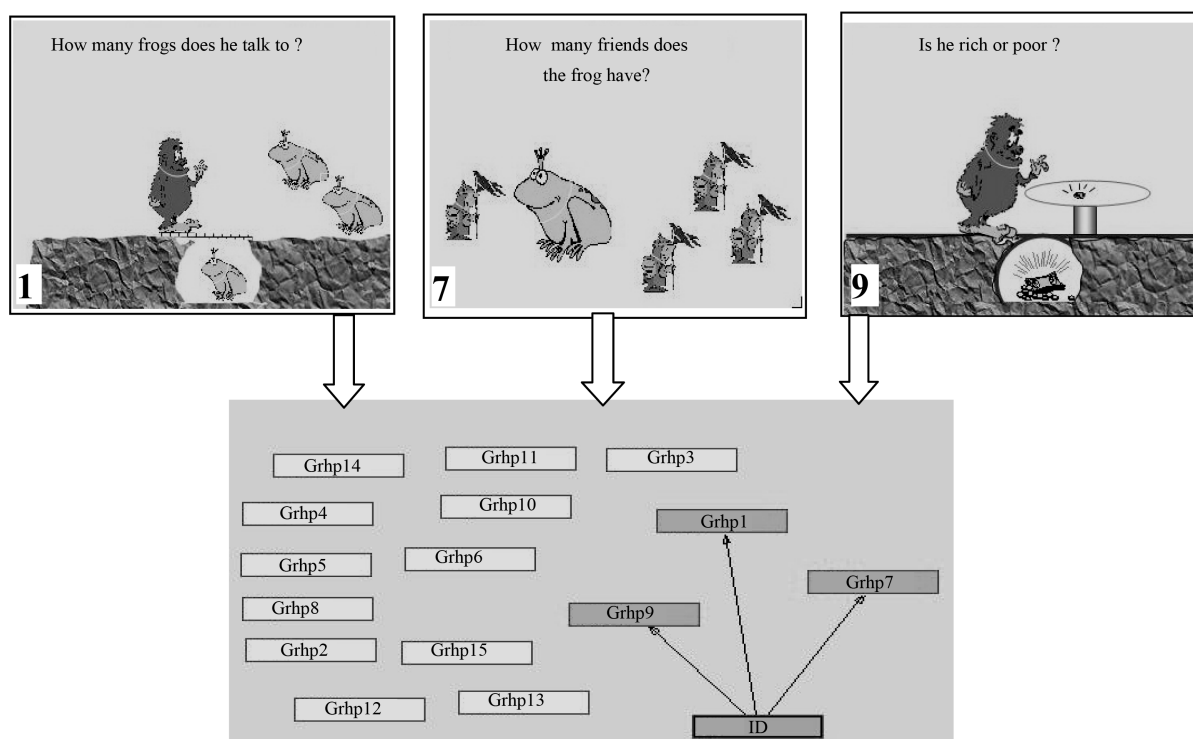 How many frogs does he talk to ?
1
How many friends does
the frog have?
7
Is he rich or poor ?
9
Grhp14
Grhp11
Grhp3
Grhp4
Grhp10
Grhp1
Grhp5
Grhp6
Grhp7
Grhp8
Grhp9
Grhp2
Grhp15
Grhp12
Grhp13
ID